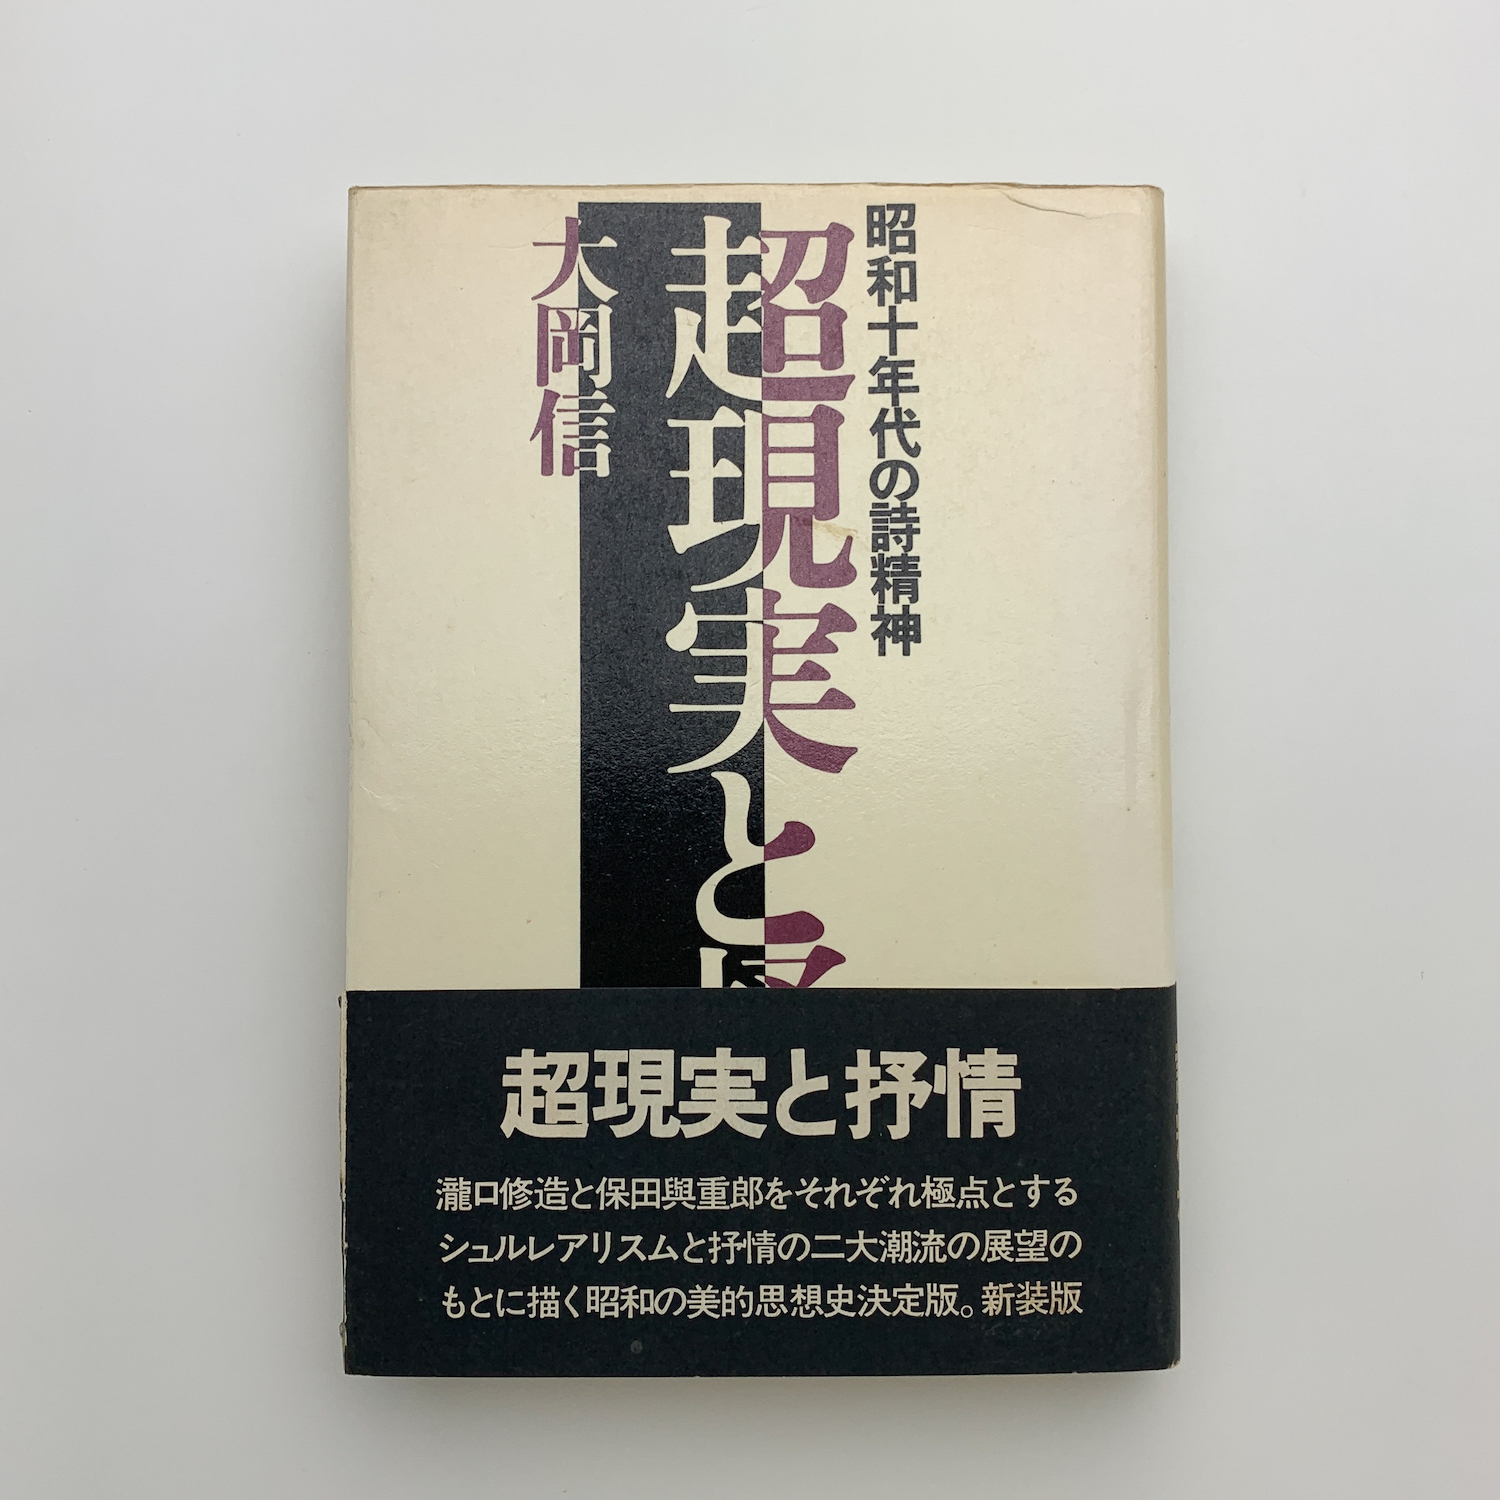 昭和十年代の詩精神
超現実と
大岡信
超現実と抒情
瀧口修造と保田與重郎をそれぞれ極点とする
シュルレアリスムと抒情の二大潮流の展望の
もとに描く昭和の美的思想史決定版。新装版